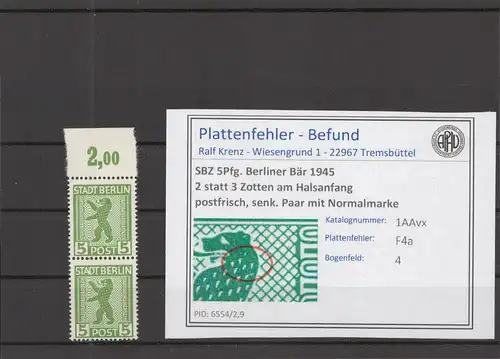 2,00
STADT BERLIN
5 POST 5
STADT BERLIN
5 POST 5
Plattenfehler - Befund
Ralf Krenz - Wiesengrund 1 - 22967 Tremsbüttel
SBZ 5Pfg. Berliner Bär 1945
2 statt 3 Zotten am Halsanfang
postfrisch, senk. Paar mit Normalmarke
Katalognummer: 1AAvx
Plattenfehler: F4a
Bogenfeld: 4
PID: 6554/2,9